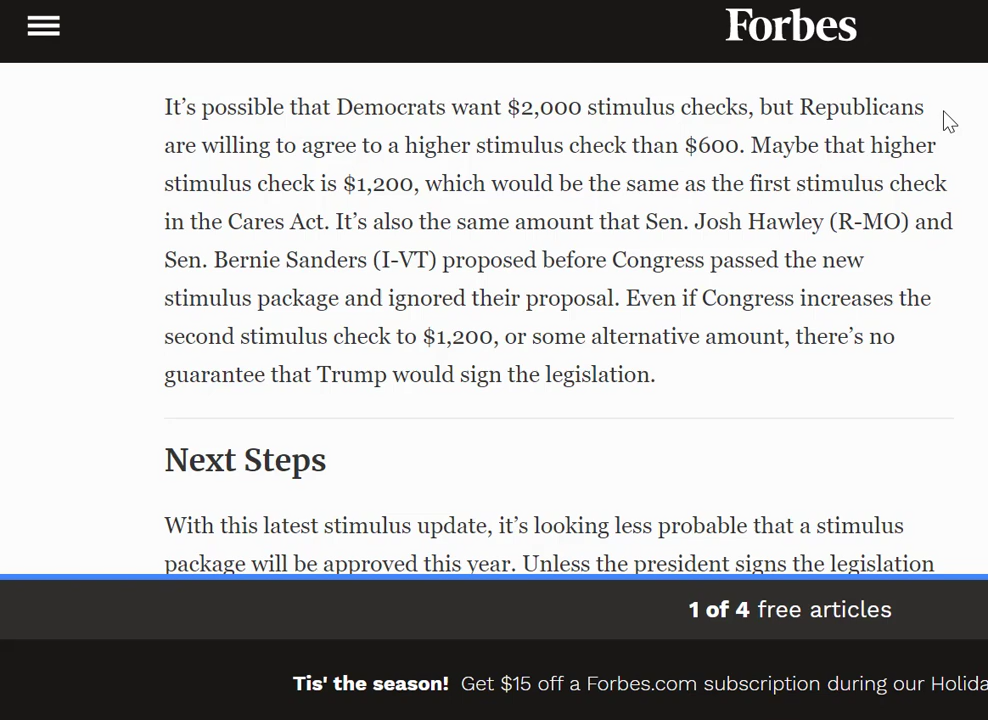 Forbes
It's possible that Democrats want $2,000 stimulus checks, but Republicans
are willing to agree to a higher stimulus check than $600. Maybe that higher
stimulus check is $1,200, which would be the same as the first stimulus check
in the Cares Act. It's also the same amount that Sen. Josh Hawley (R-MO) and
Sen. Bernie Sanders (I-VT) proposed before Congress passed the new
stimulus package and ignored their proposal. Even if Congress increases the
second stimulus check to $1,200, or some alternative amount, there's no
guarantee that Trump would sign the legislation.
Next Steps
With this latest stimulus update, it's looking less probable that a stimulus
package will be approved this year. Unless the president signs the legislation
1 of 4 free articles
Tis' the season! Get $15 off a Forbes.com subscription during our Holida